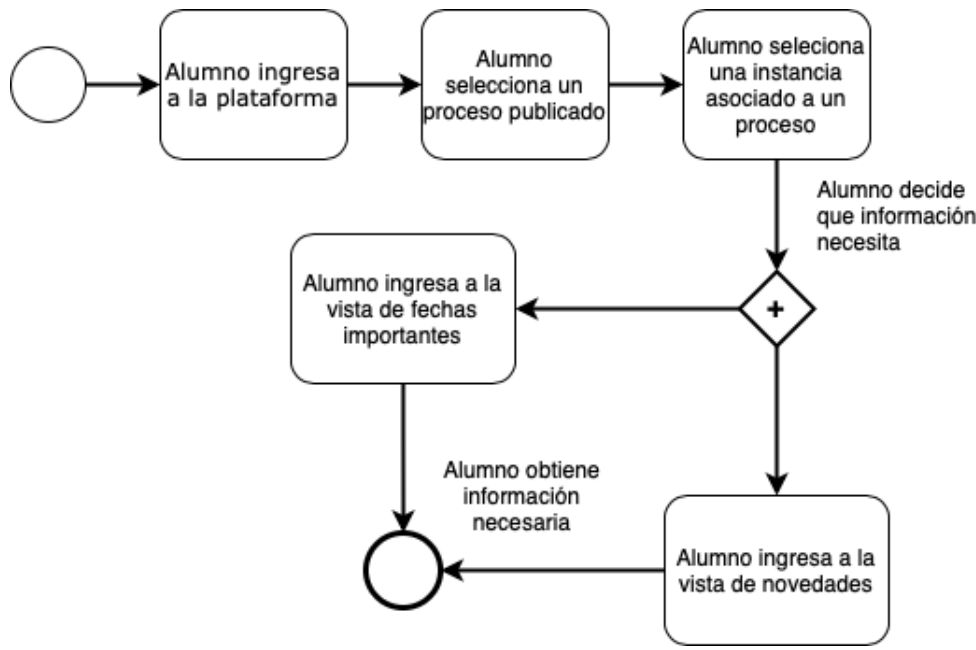 Alumno ingresa
a la plataforma
Alumno
selecciona un
proceso publicado
Alumno seleciona
una instancia
asociado a un
proceso
Alumno decide
que información
necesita
Alumno ingresa a la
vista de fechas
importantes
+
Alumno obtiene
información
necesaria
Alumno ingresa a la
vista de novedades